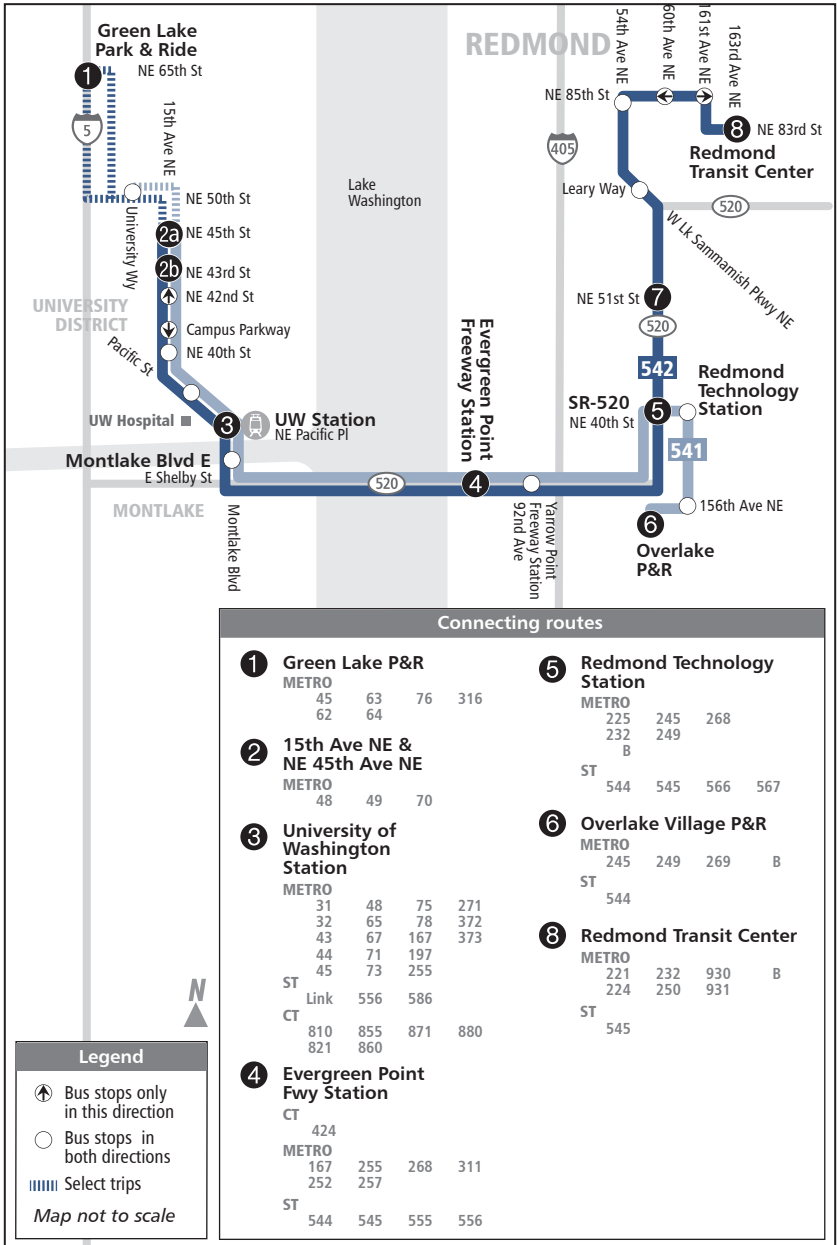 Green Lake
Park & Ride
1
NE 65th St
5
15th Ave NE
NE 50th St
University Wy
2a
NE 45th St
2b
NE 43rd St
NE 42nd St
UNIVERSITY
DISTRICT
Campus Parkway
NE 40th St
Pacific St
UW Hospital
3
UW Station
NE Pacific Pl
Montlake Blvd E
E Shelby St
MONTLAKE
Montlake Blvd
520
Lake
Washington
Evergreen Point
Freeway Station
4
Yarrow Point
Freeway Station
92nd Ave
REDMOND
405
54th Ave NE
60th Ave NE
161st Ave NE
163rd Ave NE
NE 85th St
8
NE 83rd St
Redmond
Transit Center
Leary Way
520
W Lk Sammamish Pkwy NE
NE 51st St
7
520
542
Redmond
Technology
Station
SR-520
NE 40th St
5
541
156th Ave NE
6
Overlake
P&R
Connecting routes
1 Green Lake P&R
METRO
45 63 76 316
62 64
2 15th Ave NE &
NE 45th Ave NE
METRO
48 49 70
3 University of
Washington
Station
METRO
31 48 75 271
32 65 78 372
43 67 167 373
44 71 197
45 73 255
ST
Link 556 586
CT
810 855 871 880
821 860
4 Evergreen Point
Fwy Station
CT
424
METRO
167 255 268 311
252 257
ST
544 545 555 556
5 Redmond Technology
Station
METRO
225 245 268
232 249
B
ST
544 545 566 567
6 Overlake Village P&R
METRO
245 249 269 B
ST
544
8 Redmond Transit Center
METRO
221 232 930 B
224 250 931
ST
545
N
Legend
Bus stops only
in this direction
Bus stops in
both directions
Select trips
Map not to scale